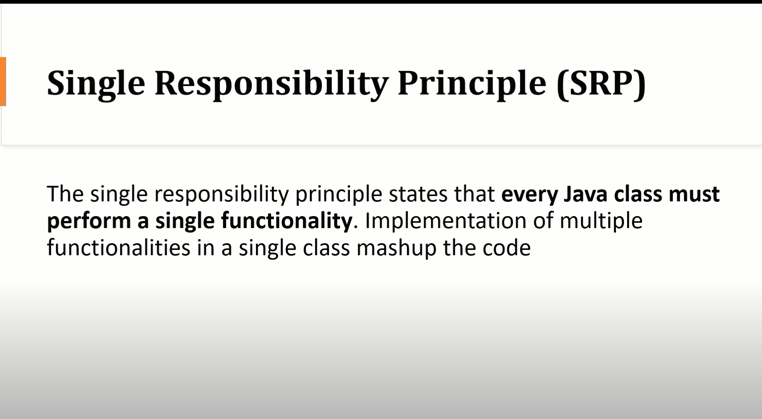 Single Responsibility Principle (SRP)
The single responsibility principle states that every Java class must
perform a single functionality. Implementation of multiple
functionalities in a single class mashup the code